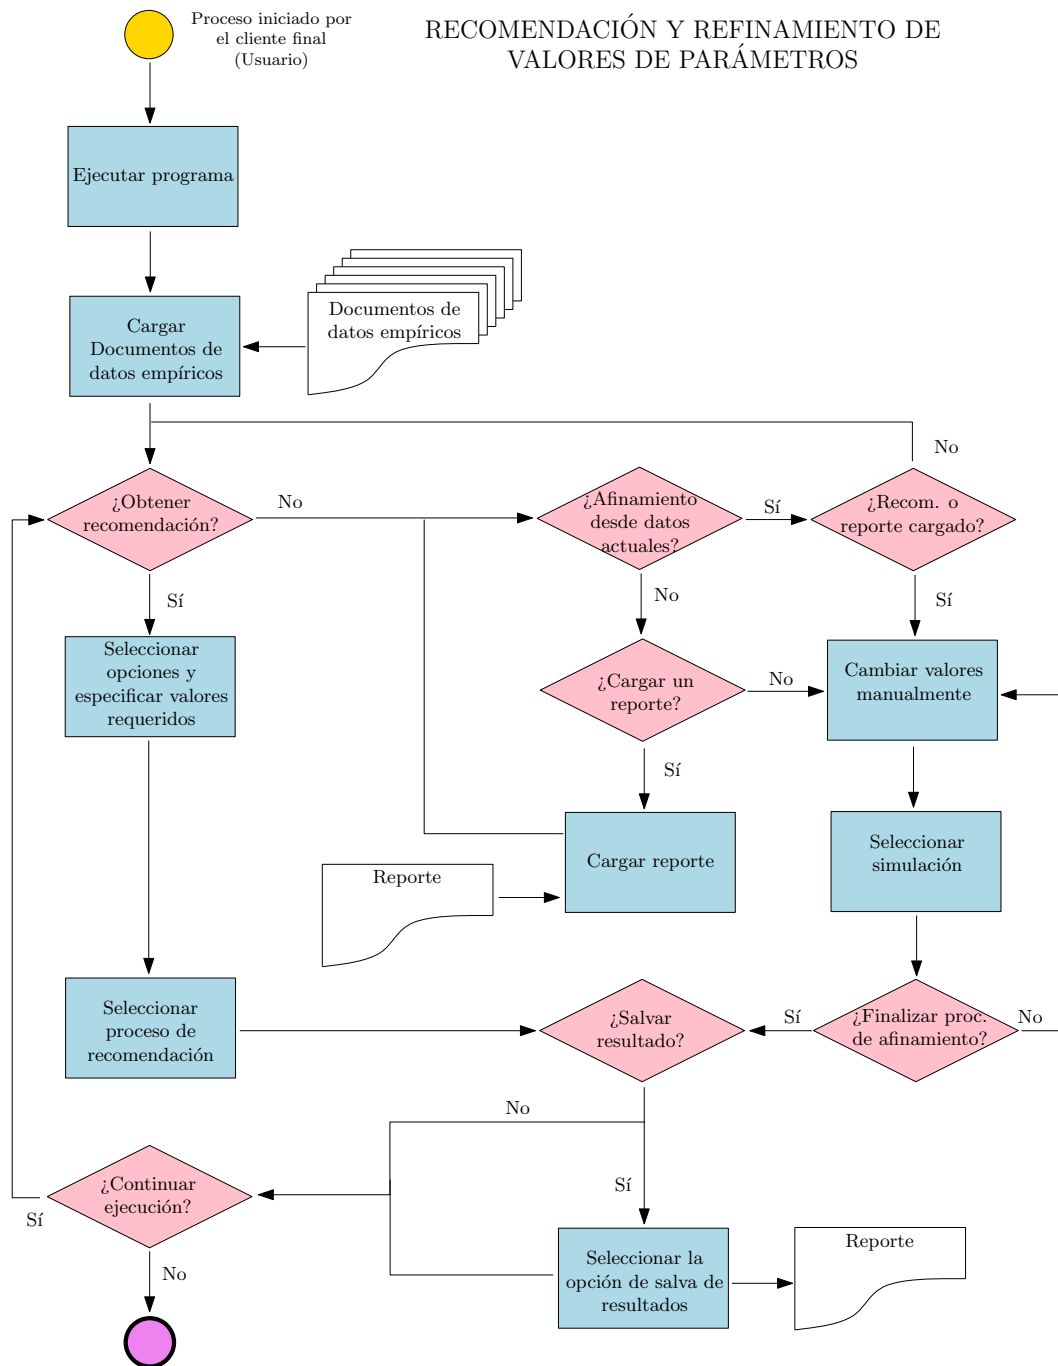 Proceso iniciado por
el cliente final
(Usuario)
RECOMENDACIÓN Y REFINAMIENTO DE
VALORES DE PARÁMETROS
Ejecutar programa
Cargar
Documentos de
datos empíricos
Documentos de
datos empíricos
No
¿Obtener
recomendación?
No
¿Afinamiento
desde datos
actuales?
Sí
¿Recom. o
reporte cargado?
Sí
No
Sí
Seleccionar
opciones y
especificar valores
requeridos
¿Cargar un
reporte?
No
Cambiar valores
manualmente
Sí
Cargar reporte
Reporte
Seleccionar
simulación
Seleccionar
proceso de
recomendación
¿Salvar
resultado?
Sí
¿Finalizar proc.
de afinamiento?
No
No
Sí
¿Continuar
ejecución?
Sí
No
Seleccionar la
opción de salva de
resultados
Reporte